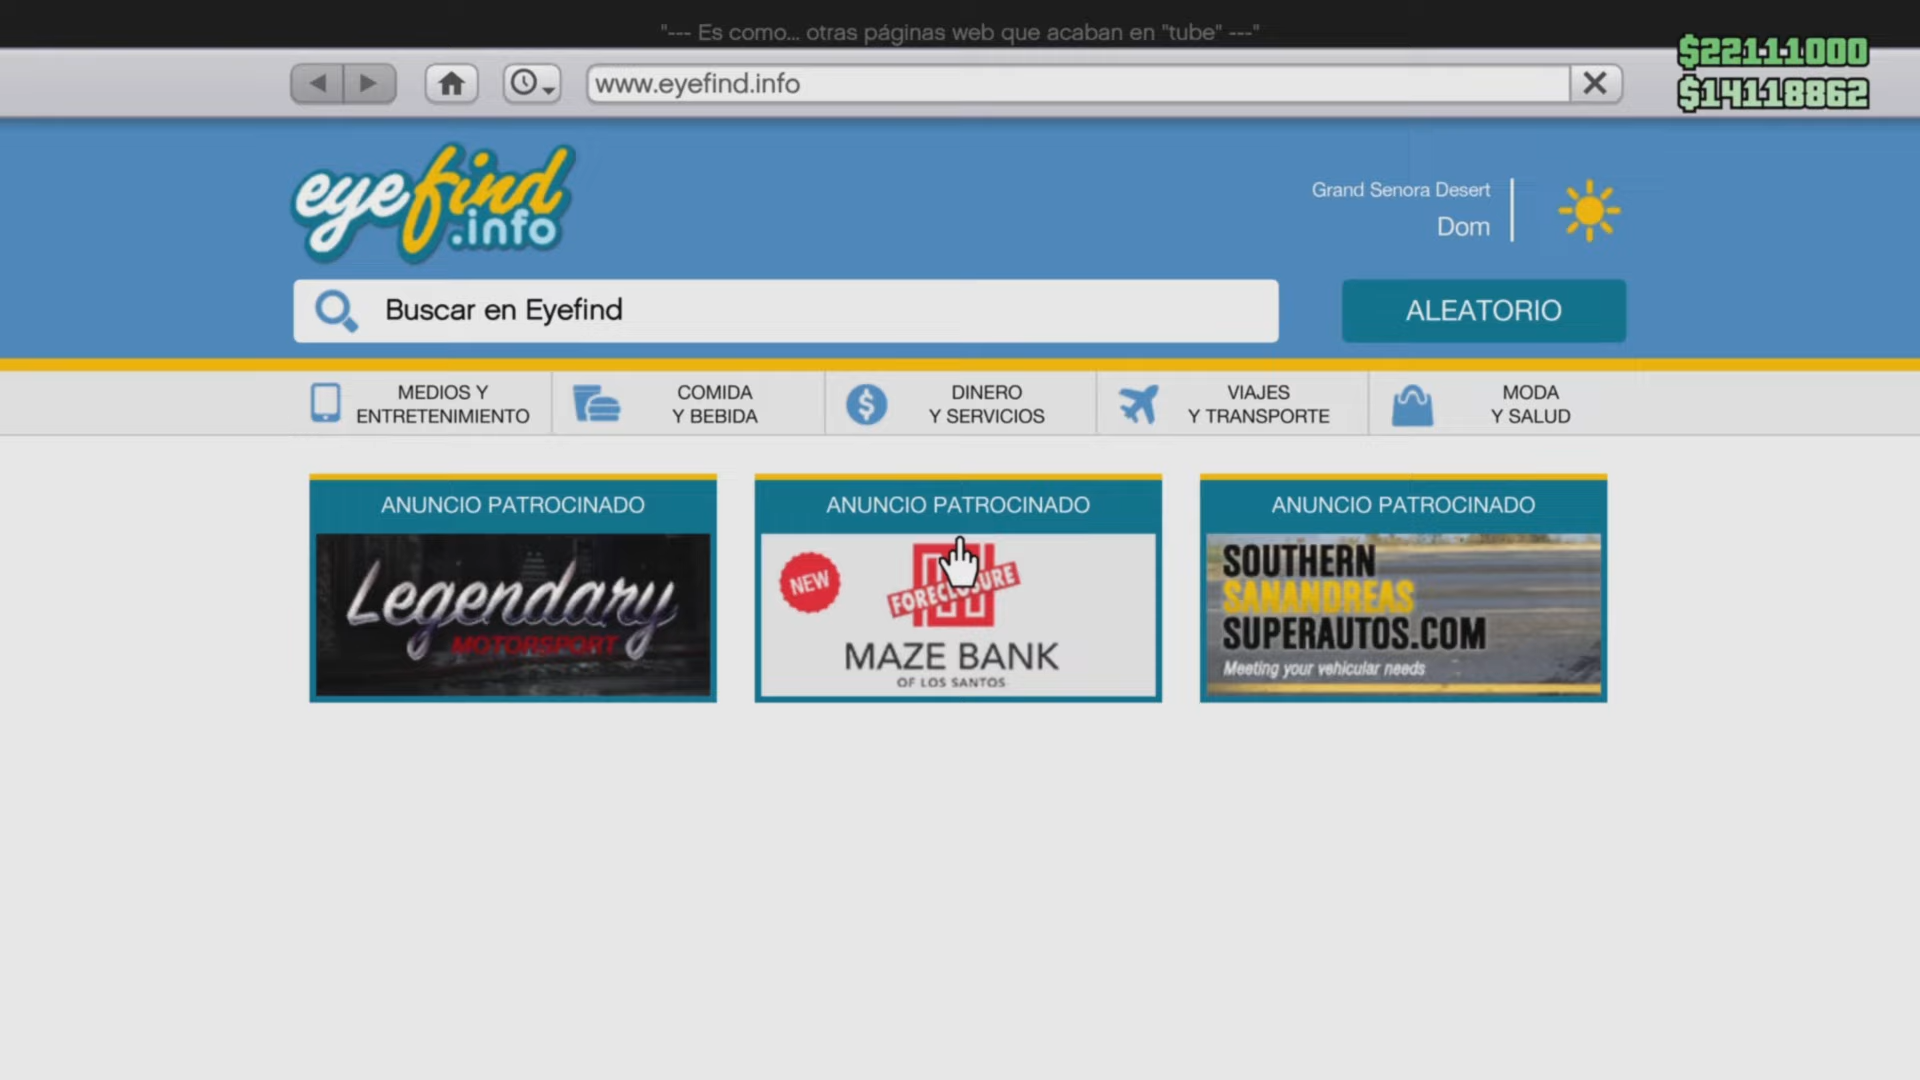 "--- Es como... otras páginas web que acaban en "tube" ---"
$22111000
www.eyefind.info
$14118862
eyefind
.info
Grand Senora Desert
Dom
Buscar en Eyefind
ALEATORIO
MEDIOS Y
ENTRETENIMIENTO
COMIDA
Y BEBIDA
DINERO
Y SERVICIOS
VIAJES
Y TRANSPORTE
MODA
Y SALUD
ANUNCIO PATROCINADO
Legendary
MOTORSPORT
ANUNCIO PATROCINADO
NEW
FORECLOSURE
MAZE BANK
OF LOS SANTOS
ANUNCIO PATROCINADO
SOUTHERN
SANANDREAS
SUPERAUTOS.COM
Meeting your vehicular needs